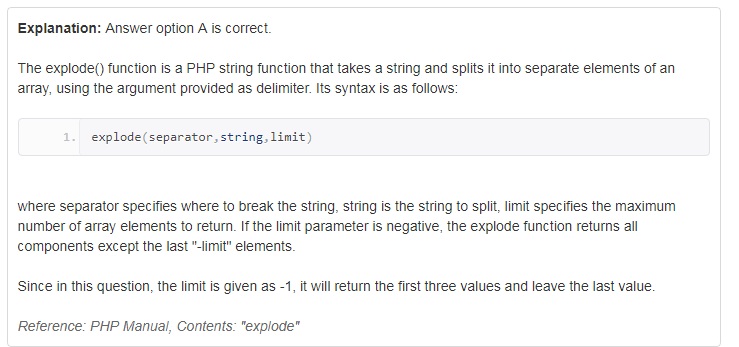 Explanation: Answer option A is correct.
The explode() function is a PHP string function that takes a string and splits it into separate elements of an
array, using the argument provided as delimiter. Its syntax is as follows:
1. explode(separator,string,limit)
where separator specifies where to break the string, string is the string to split, limit specifies the maximum
number of array elements to return. If the limit parameter is negative, the explode function returns all
components except the last "-limit" elements.
Since in this question, the limit is given as -1, it will return the first three values and leave the last value.
Reference: PHP Manual, Contents: "explode"